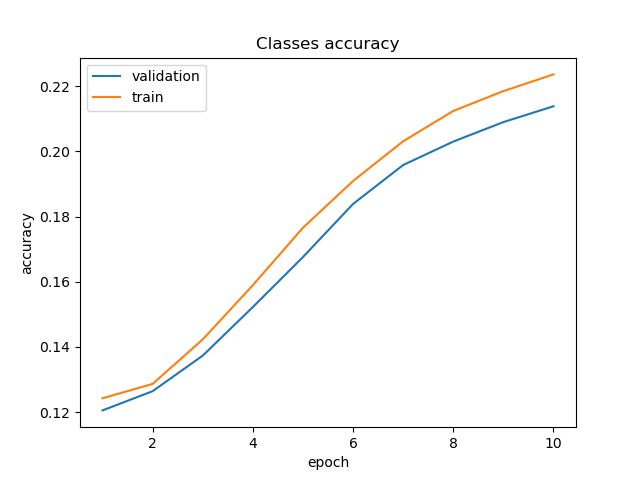 Classes accuracy
validation
train
0.22
0.20
0.18
0.16
0.14
0.12
accuracy
2
4
6
8
10
epoch